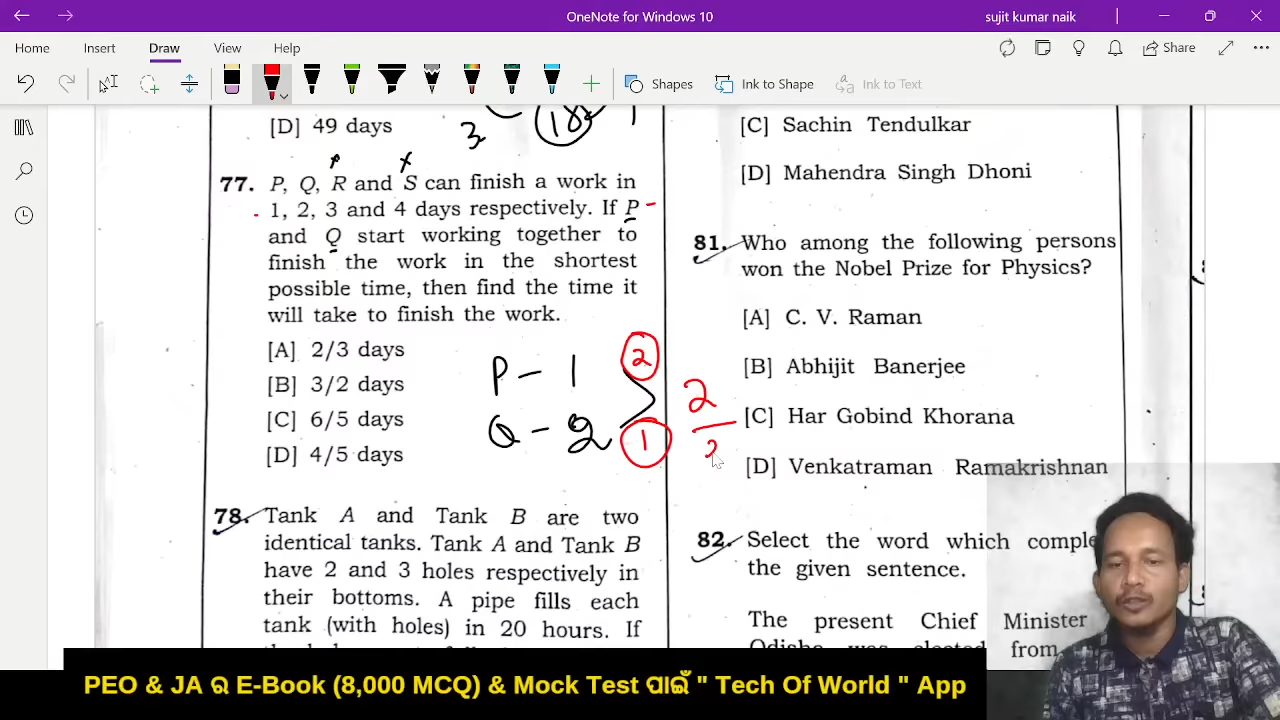 OneNote for Windows 10
sujit kumar naik
Home Insert Draw View Help
Share
Shapes
Ink to Shape
Ink to Text
[D] 49 days
3
18
1
77. P, Q, R and S can finish a work in
1, 2, 3 and 4 days respectively. If P
and Q start working together to
finish the work in the shortest
possible time, then find the time it
will take to finish the work.
[A] 2/3 days
[B] 3/2 days
[C] 6/5 days
[D] 4/5 days
P - 1
Q - 2
2
1
2
78. Tank A and Tank B are two
identical tanks. Tank A and Tank B
have 2 and 3 holes respectively in
their bottoms. A pipe fills each
tank (with holes) in 20 hours. If
[C] Sachin Tendulkar
[D] Mahendra Singh Dhoni
81. Who among the following persons
won the Nobel Prize for Physics?
[A] C. V. Raman
[B] Abhijit Banerjee
[C] Har Gobind Khorana
[D] Venkatraman Ramakrishnan
82. Select the word which comple
the given sentence.
The present Chief Minister
Odisha was elected from
PEO & JA ର E-Book (8,000 MCQ) & Mock Test ପାଇଁ " Tech Of World " App